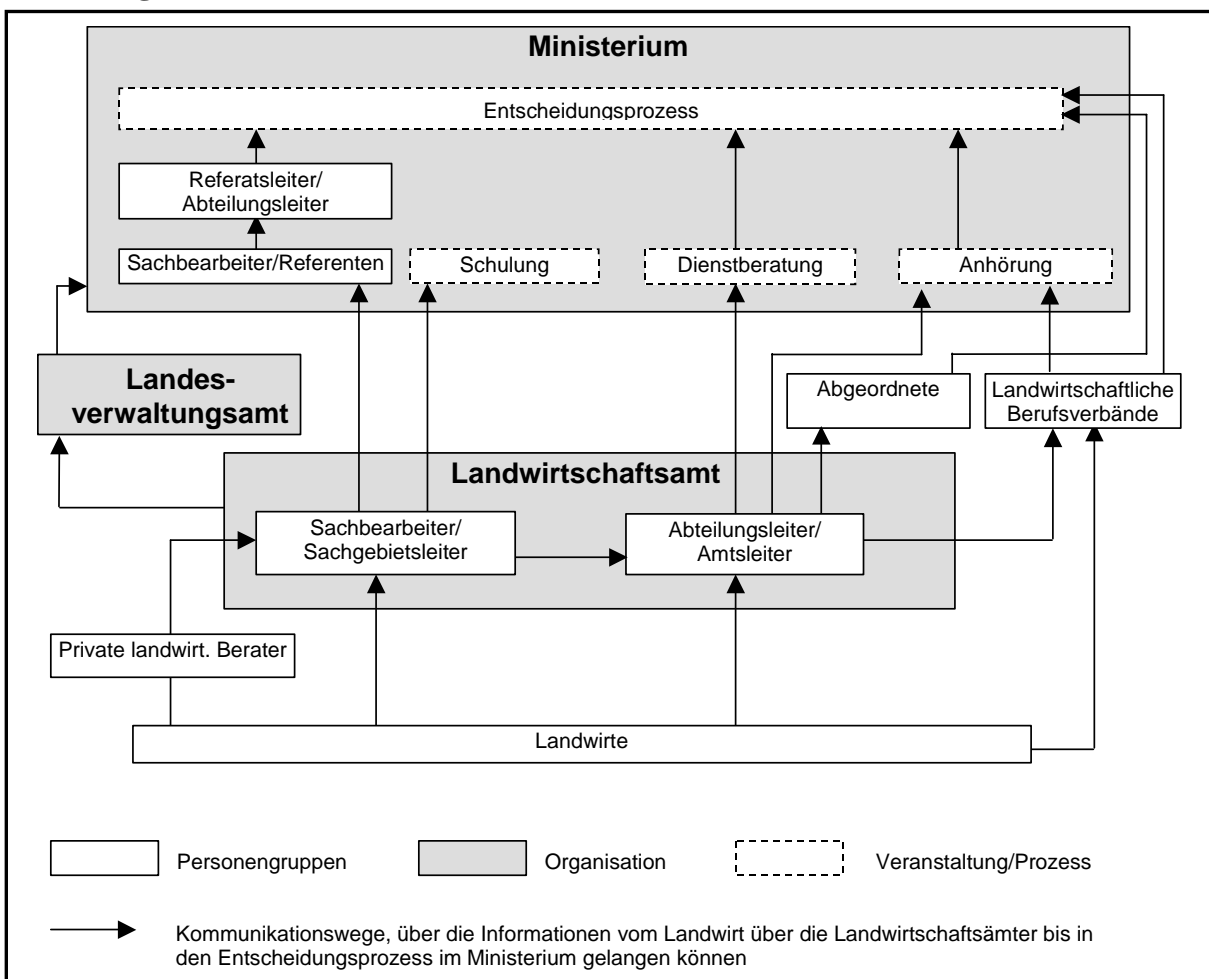 Ministerium
Entscheidungsprozess
Referatsleiter/
Abteilungsleiter
Sachbearbeiter/Referenten
Schulung
Dienstberatung
Anhörung
Landes-
verwaltungsamt
Abgeordnete
Landwirtschaftliche
Berufsverbände
Landwirtschaftsamt
Sachbearbeiter/
Sachgebietsleiter
Abteilungsleiter/
Amtsleiter
Private landwirt. Berater
Landwirte
Personengruppen
Organisation
Veranstaltung/Prozess
Kommunikationswege, über die Informationen vom Landwirt über die Landwirtschaftsämter bis in
den Entscheidungsprozess im Ministerium gelangen können